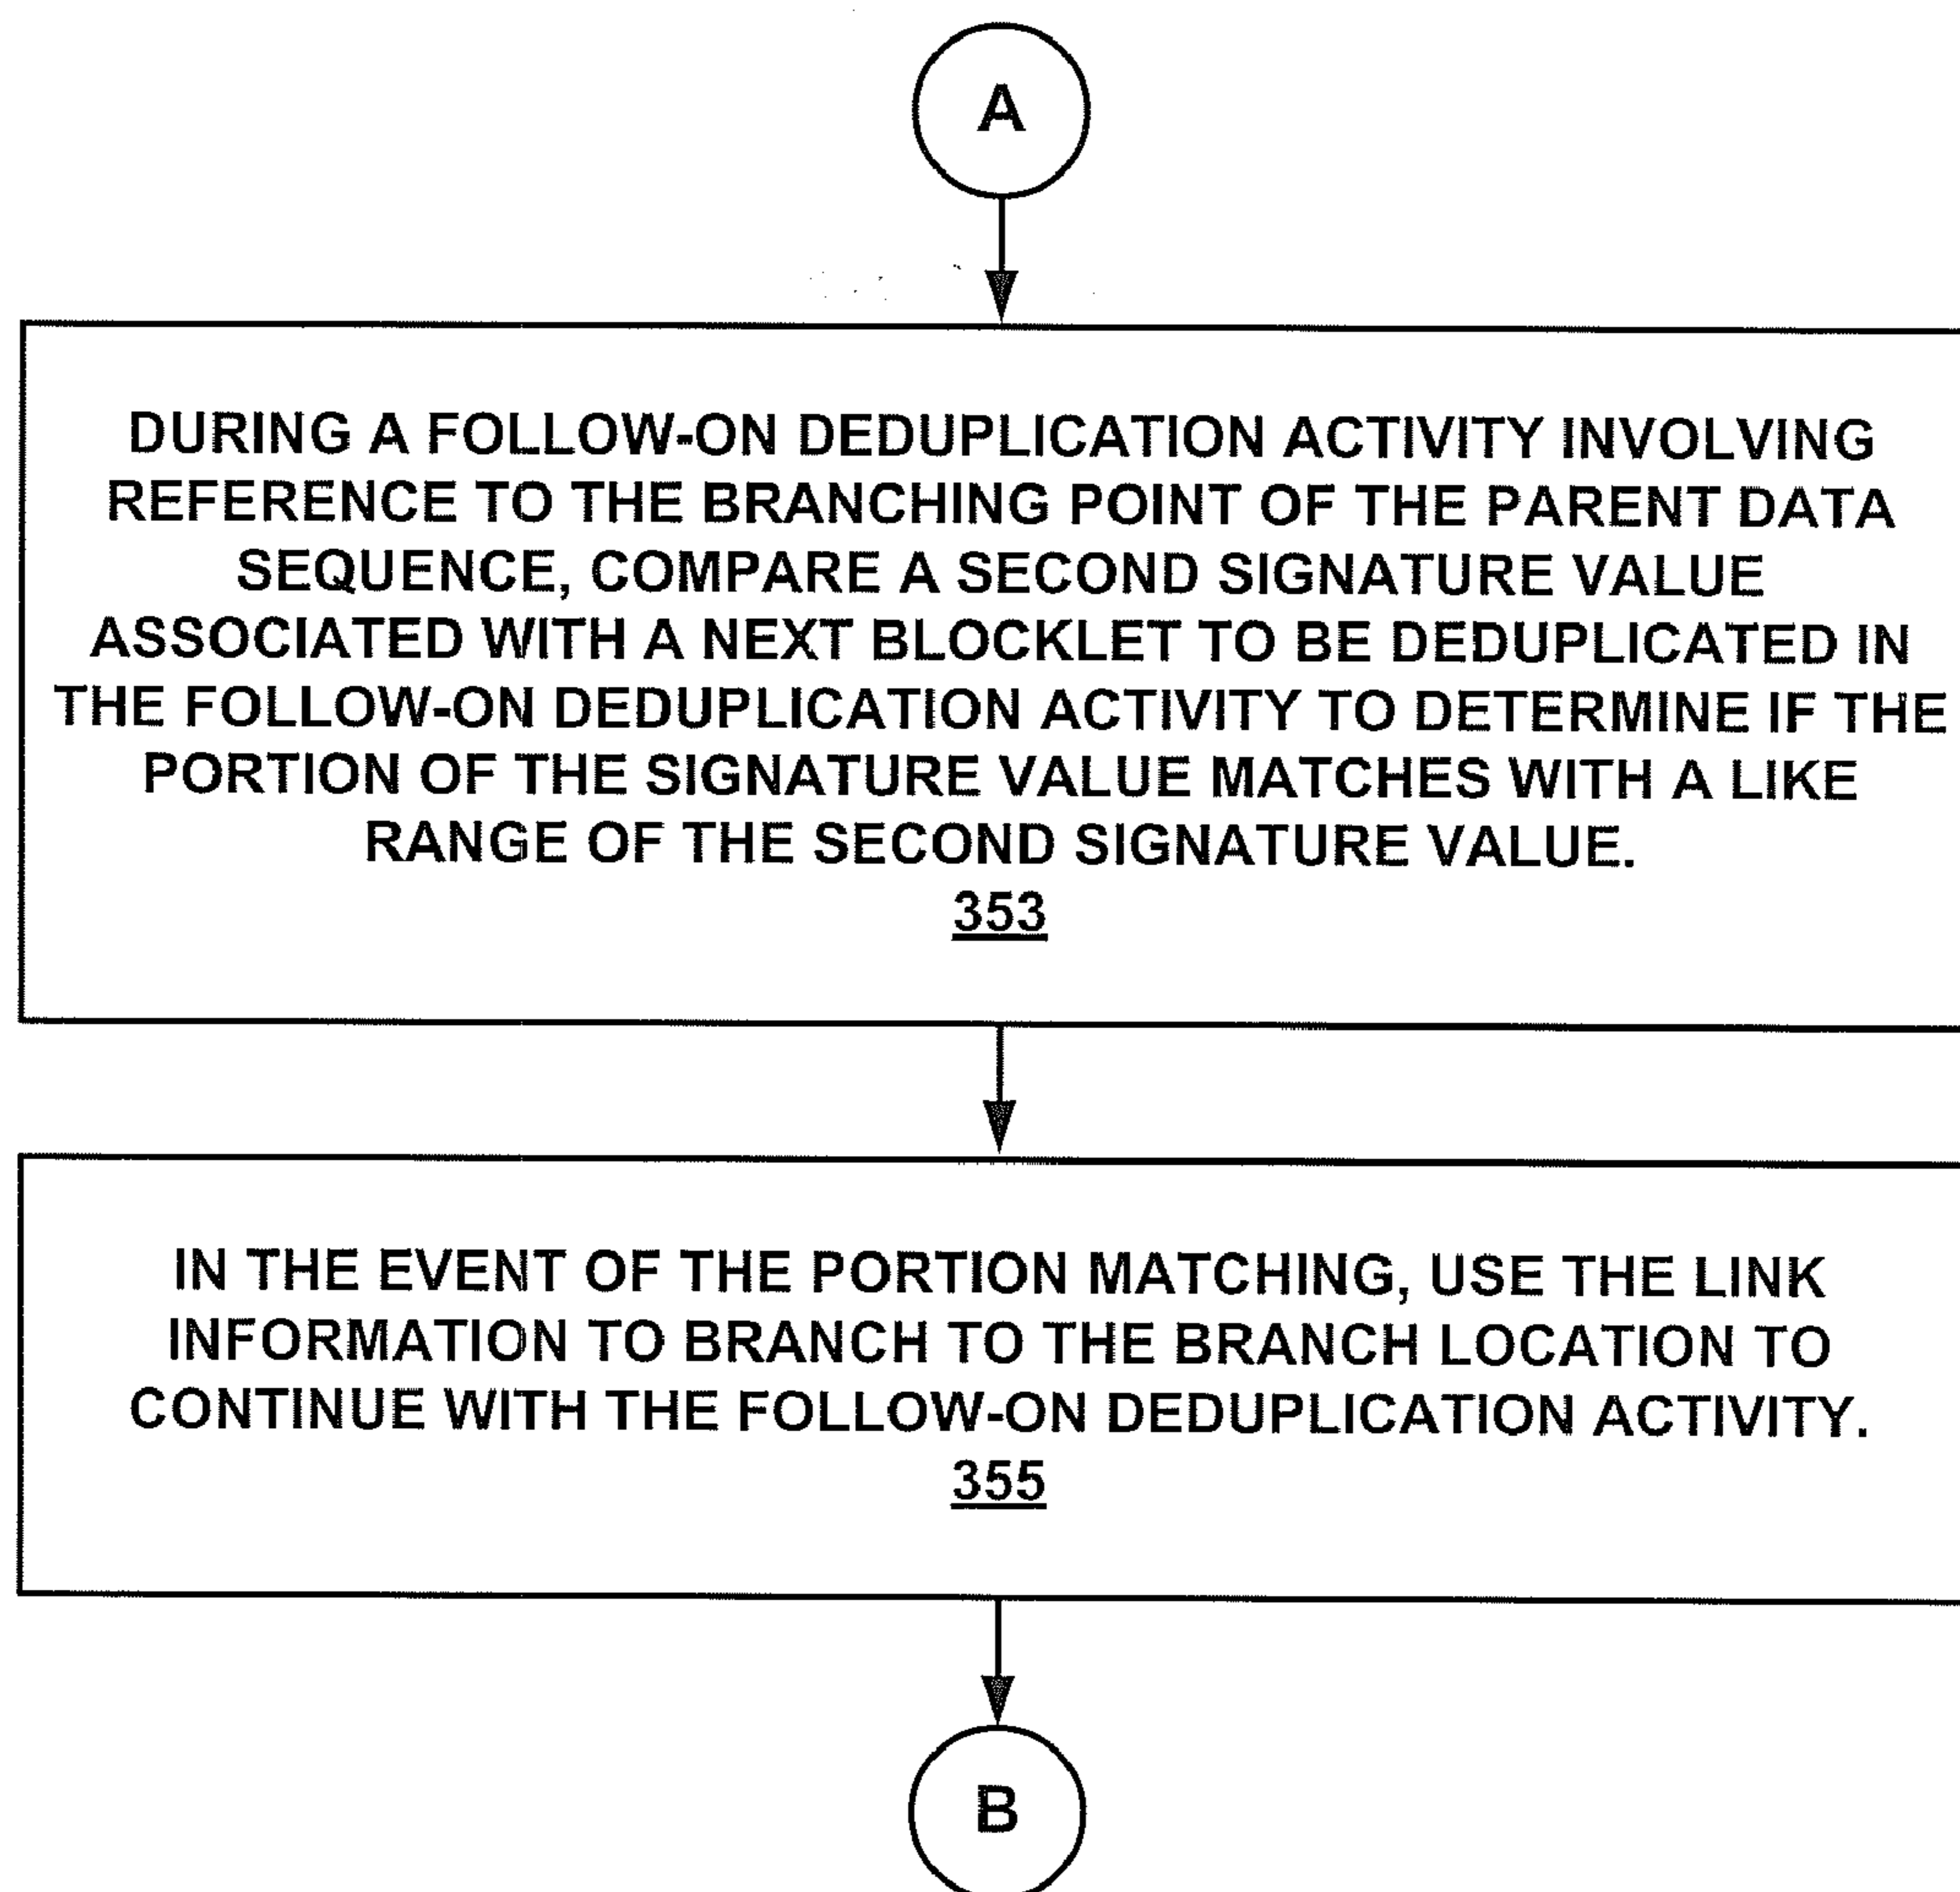 A
DURING A FOLLOW-ON DEDUPLICATION ACTIVITY INVOLVING
REFERENCE TO THE BRANCHING POINT OF THE PARENT DATA
SEQUENCE, COMPARE A SECOND SIGNATURE VALUE
ASSOCIATED WITH A NEXT BLOCKLET TO BE DEDUPLICATED IN
THE FOLLOW-ON DEDUPLICATION ACTIVITY TO DETERMINE IF THE
PORTION OF THE SIGNATURE VALUE MATCHES WITH A LIKE
RANGE OF THE SECOND SIGNATURE VALUE.
353
IN THE EVENT OF THE PORTION MATCHING, USE THE LINK
INFORMATION TO BRANCH TO THE BRANCH LOCATION TO
CONTINUE WITH THE FOLLOW-ON DEDUPLICATION ACTIVITY.
355
B